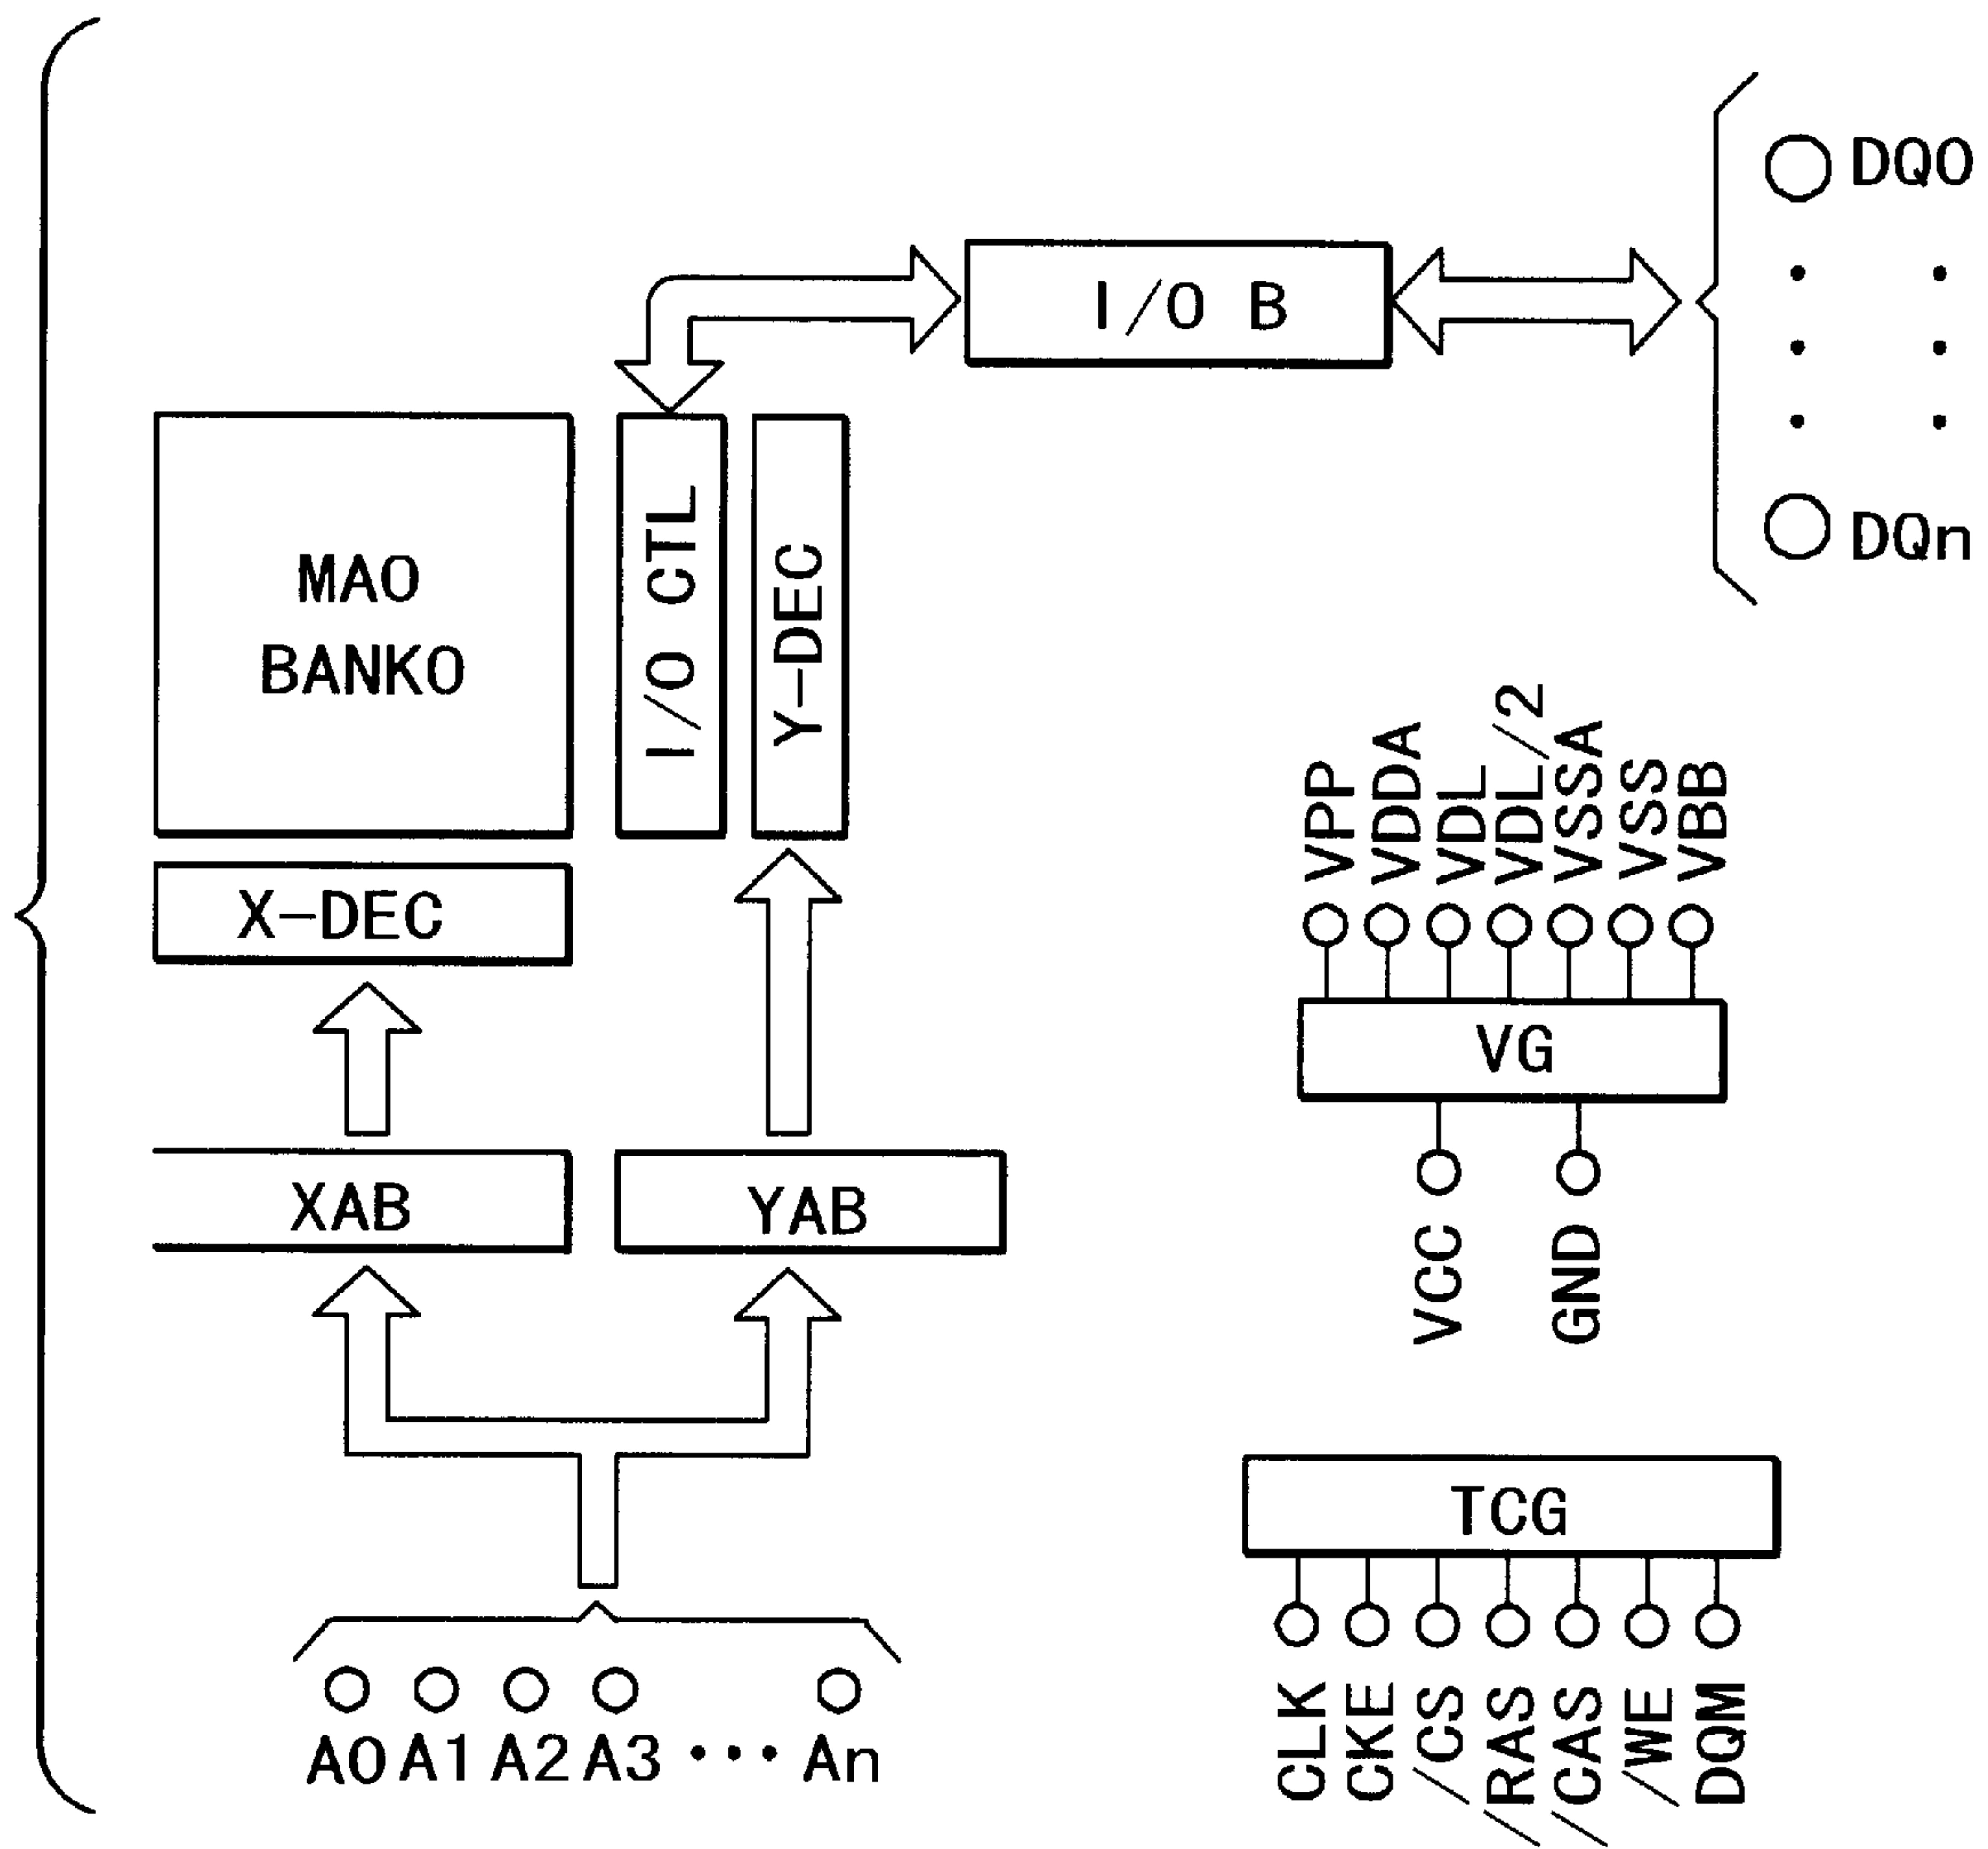 DQ0
I/O B
DQn
MA0
BANK0
I/O CTL
Y-DEC
X-DEC
VPP
VDDA
VDL
VDL/2
VSSA
VSS
VBB
VG
VCC
GND
XAB
YAB
TCG
CLK
CKE
/CS
/RAS
/CAS
/WE
DQM
A0 A1 A2 A3 ··· An